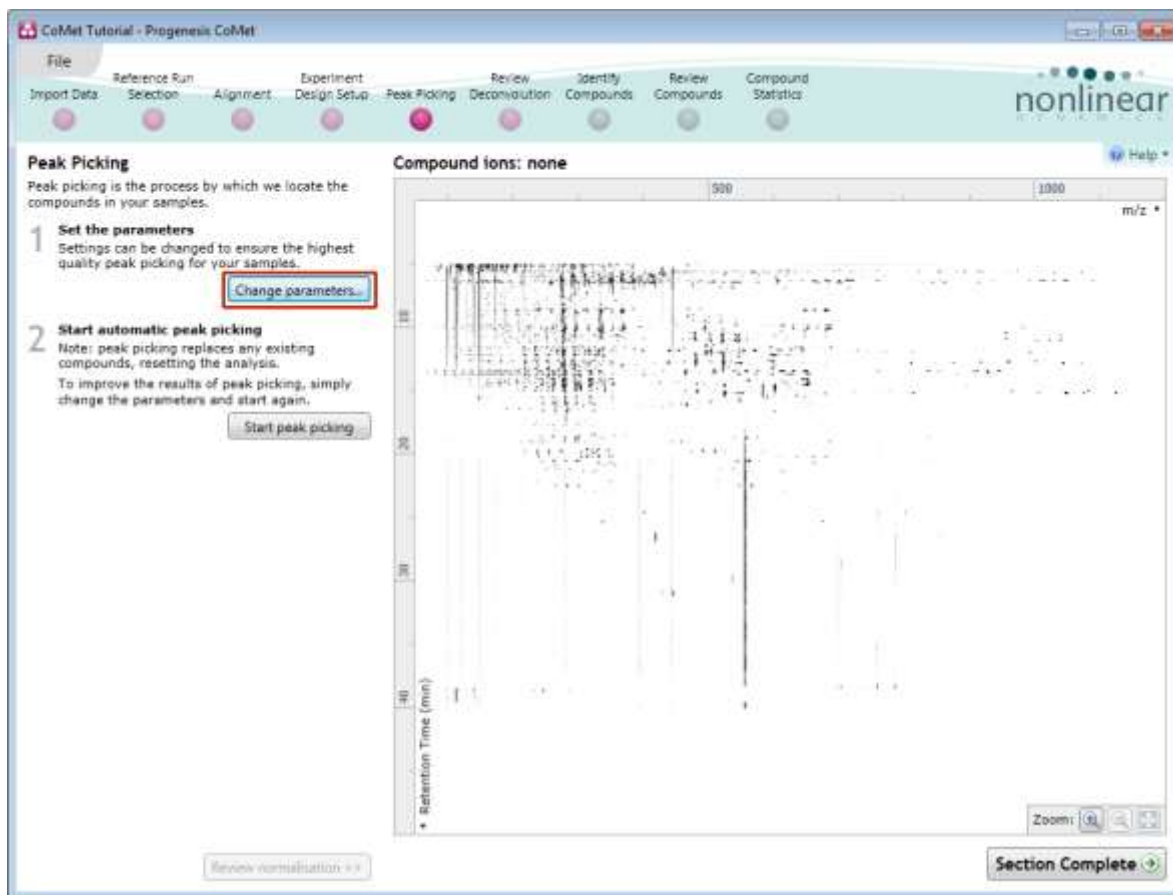 CoMet Tutorial - Progenesis CoMet
File
Import Data
Reference Run Selection
Alignment
Experiment Design Setup
Peak Picking
Review Deconvolution
Identify Compounds
Review Compounds
Compound Statistics
nonlinear
DYNAMICS
Help
Peak Picking
Peak picking is the process by which we locate the
compounds in your samples.
1 Set the parameters
Settings can be changed to ensure the highest
quality peak picking for your samples.
Change parameters...
2 Start automatic peak picking
Note: peak picking replaces any existing
compounds, resetting the analysis.
To improve the results of peak picking, simply
change the parameters and start again.
Start peak picking
Review normalisation >>
Compound ions: none
500
1000
m/z
10
20
30
40
Retention Time (min)
Zoom:
Section Complete